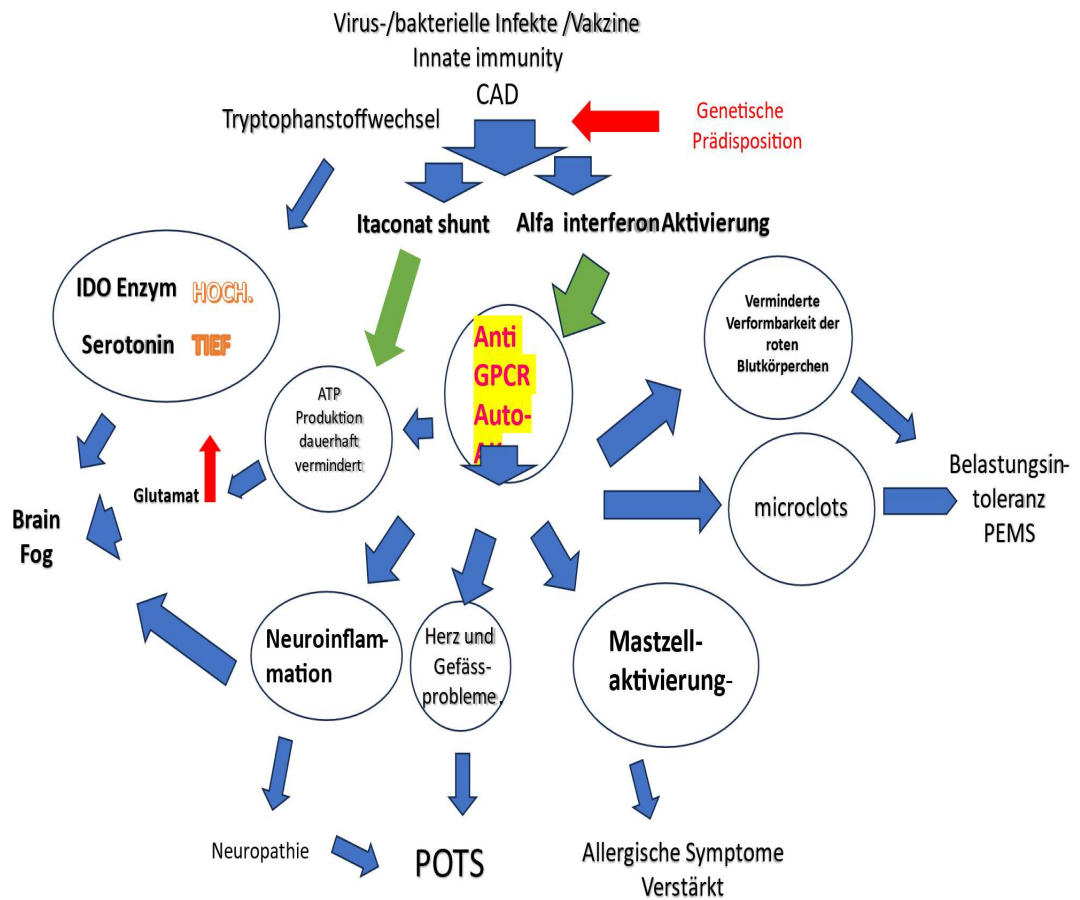 Virus-/bakterielle Infekte /Vakzine
Innate immunity
CAD
Tryptophanstoffwechsel
Genetische
Prädisposition
Itaconat shunt
Alfa interferon Aktivierung
IDO Enzym HOCH.
Serotonin TIEF
Anti
GPCR
Auto-
Verminderte
Verformbarkeit der
roten
Blutkörperchen
ATP
Produktion
dauerhaft
vermindert
Glutamat
Brain
Fog
microclots
Belastungsin-
toleranz
PEMS
Neuroinflam-
mation
Herz und
Gefäss-
probleme.
Mastzell-
aktivierung-
Neuropathie
POTS
Allergische Symptome
Verstärkt